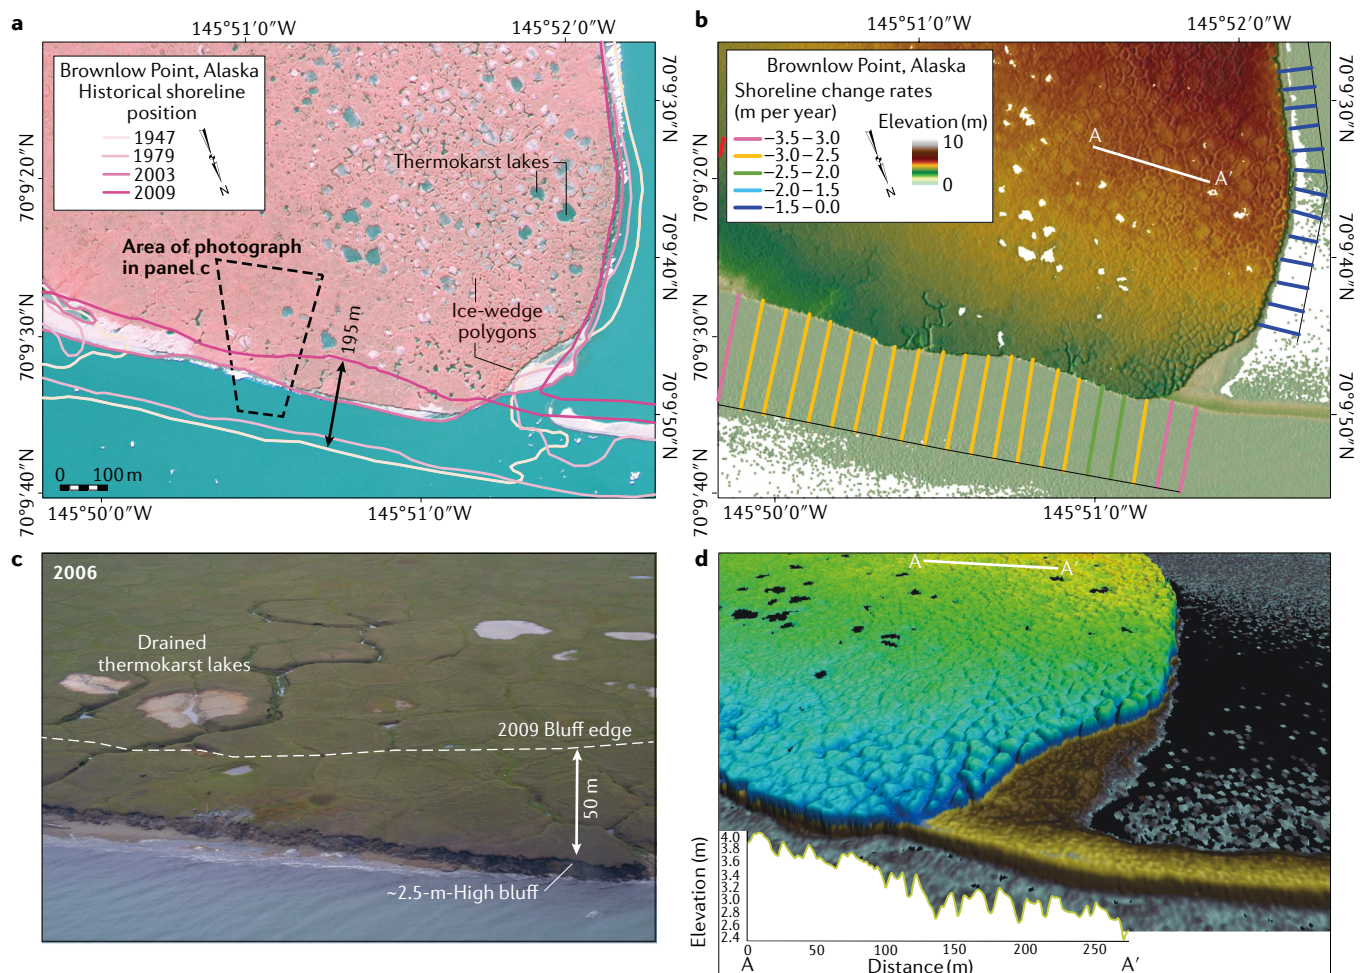 a
145°51′0″W
145°52′0″W
Brownlow Point, Alaska
Historical shoreline
position
1947
1979
2003
2009
N
Thermokarst lakes
Area of photograph
in panel c
Ice-wedge
polygons
195 m
0 100 m
70°9′20″N
70°9′30″N
70°9′40″N
70°9′30″N
70°9′40″N
70°9′50″N
145°50′0″W
145°51′0″W
b
145°51′0″W
145°52′0″W
Brownlow Point, Alaska
Shoreline change rates
(m per year)
−3.5 – 3.0
−3.0 – 2.5
−2.5 – 2.0
−2.0 – 1.5
−1.5 – 0.0
N
Elevation (m)
10
0
A
A′
70°9′20″N
70°9′30″N
70°9′40″N
70°9′30″N
70°9′40″N
70°9′50″N
145°50′0″W
145°51′0″W
c
2006
Drained
thermokarst lakes
2009 Bluff edge
50 m
~2.5-m-High bluff
d
A
A′
Elevation (m)
4.0
3.8
3.6
3.4
3.2
3.0
2.8
2.6
2.4
0 50 100 150 200 250
A Distance (m) A′